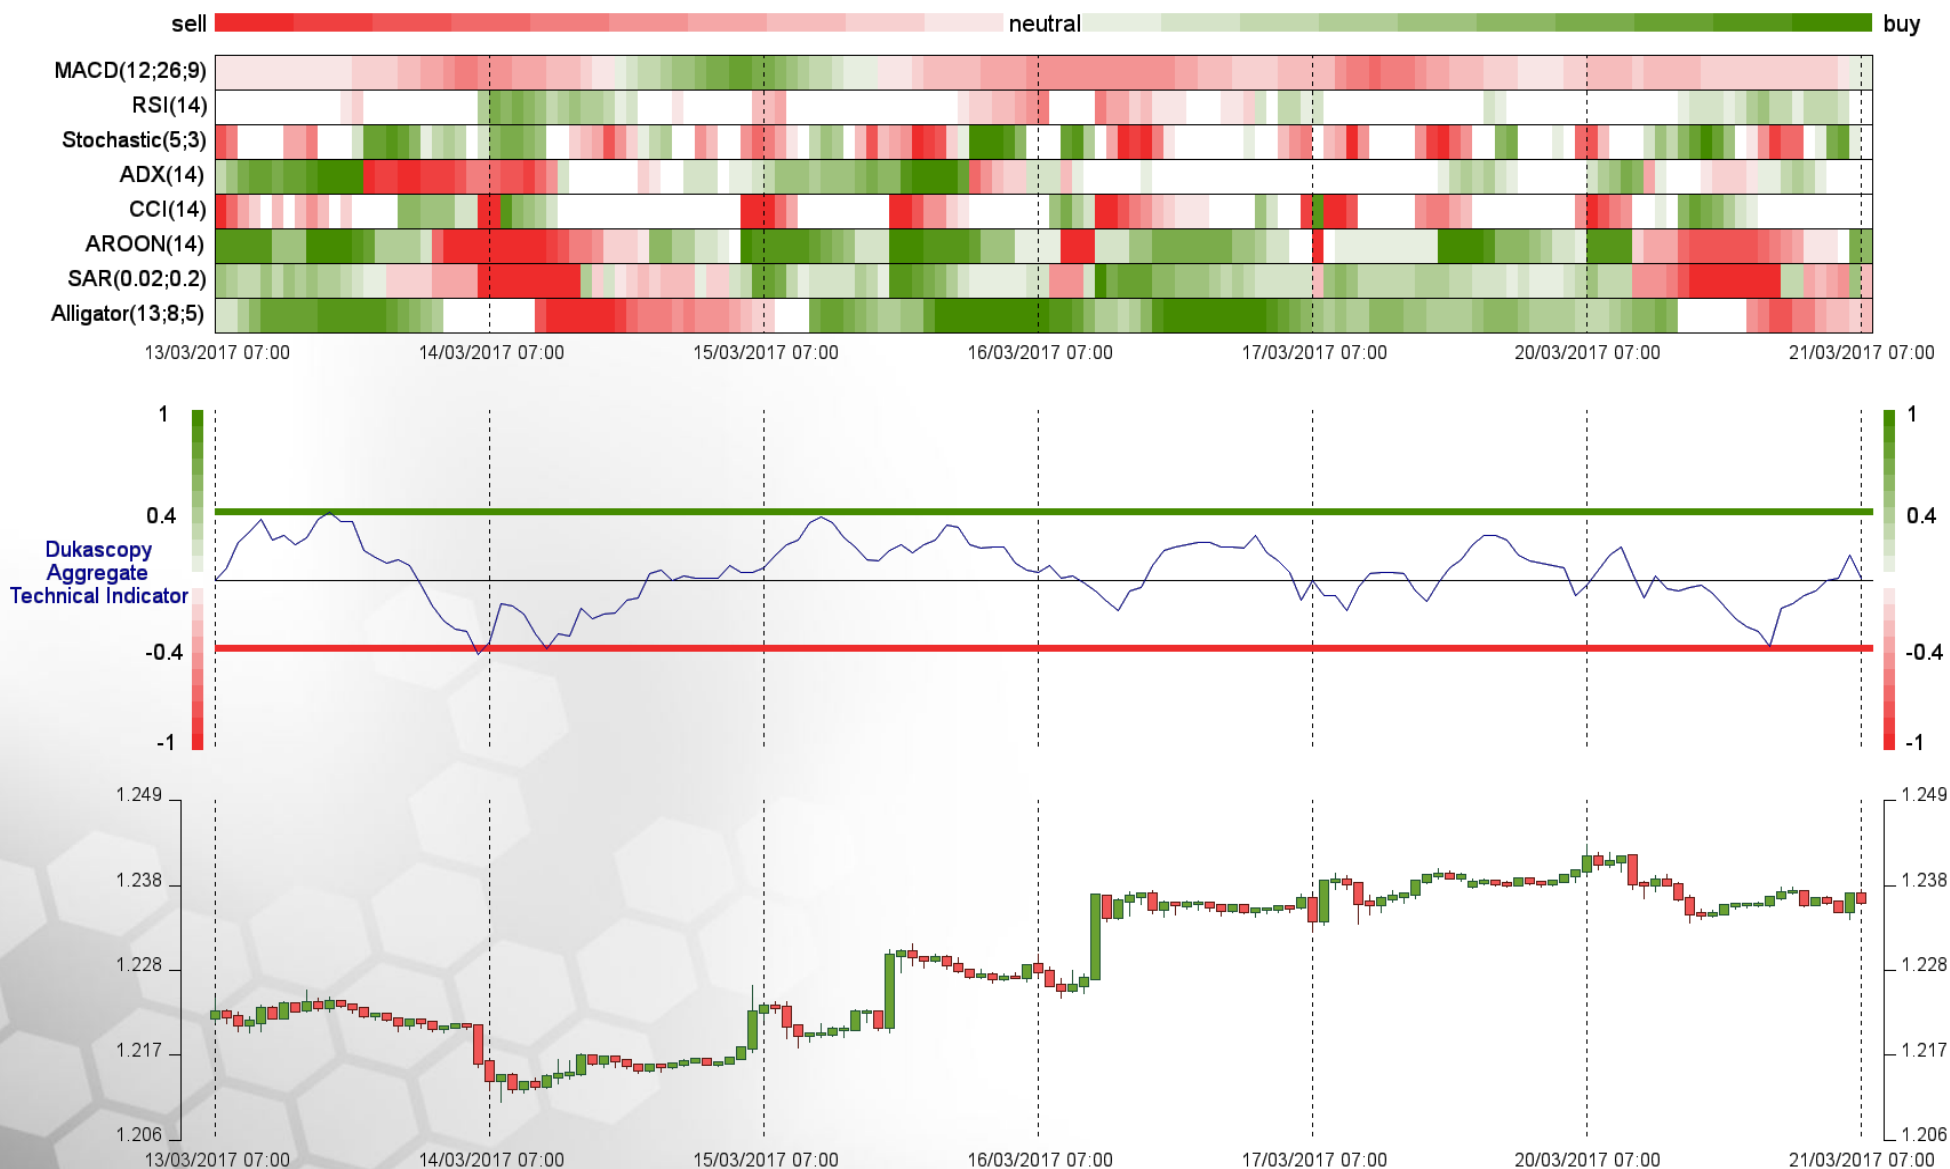 sell neutral buy
MACD(12;26;9)
RSI(14)
Stochastic(5;3)
ADX(14)
CCI(14)
AROON(14)
SAR(0.02;0.2)
Alligator(13;8;5)
13/03/2017 07:00 14/03/2017 07:00 15/03/2017 07:00 16/03/2017 07:00 17/03/2017 07:00 20/03/2017 07:00 21/03/2017 07:00
1 1
0.4 0.4
Dukascopy
Aggregate
Technical Indicator
-0.4 -0.4
-1 -1
1.249 1.249
1.238 1.238
1.228 1.228
1.217 1.217
1.206 1.206
13/03/2017 07:00 14/03/2017 07:00 15/03/2017 07:00 16/03/2017 07:00 17/03/2017 07:00 20/03/2017 07:00 21/03/2017 07:00